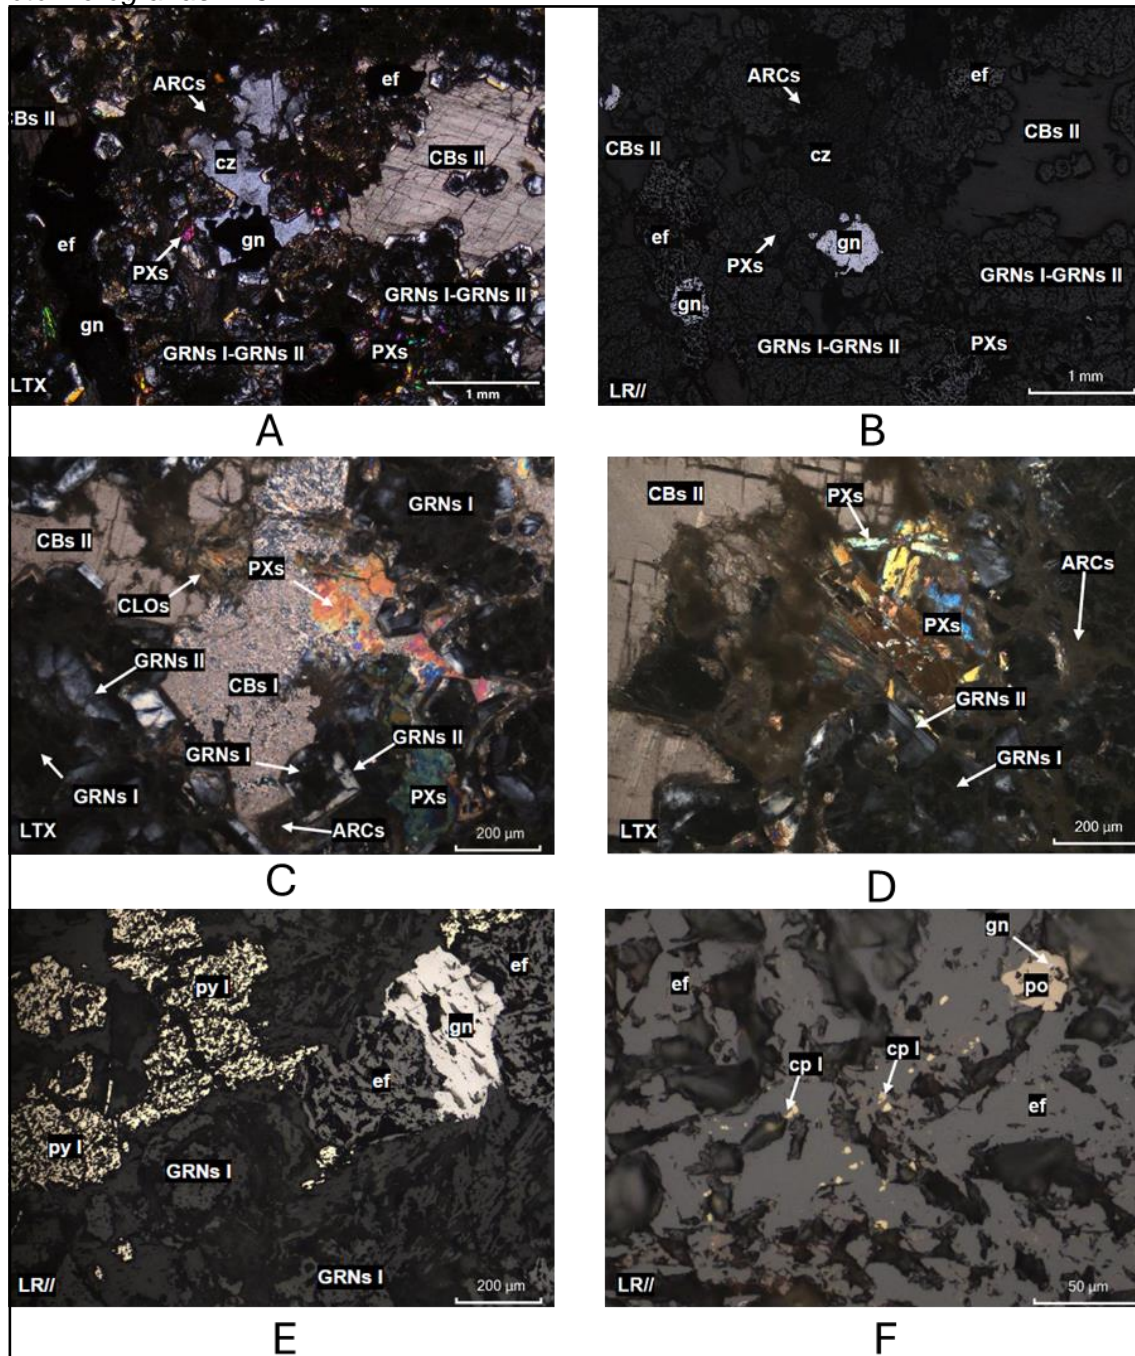 ARCs
ef
CBs II
CBs II
cz
gn
ef
PXs
GRNs I-GRNs II
gn
GRNs I-GRNs II
PXs
LTX
1 mm
A
ARCs
ef
CBs II
CBs II
cz
ef
gn
PXs
GRNs I-GRNs II
gn
GRNs I-GRNs II
PXs
LR//
1 mm
B
GRNs I
CBs II
PXs
CLOs
GRNs II
CBs I
GRNs I
GRNs II
GRNs I
PXs
ARCs
LTX
200 µm
C
CBs II
PXs
ARCs
PXs
GRNs II
GRNs I
LTX
200 µm
D
py I
ef
gn
ef
py I
GRNs I
GRNs I
LR//
200 µm
E
gn
ef
po
cp I
cp I
ef
LR//
50 µm
F